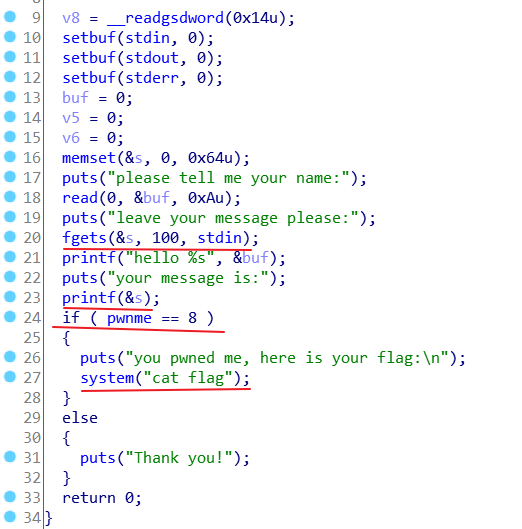 9 v8 = __readgsdword(0x14u);
10 setbuf(stdin, 0);
11 setbuf(stdout, 0);
12 setbuf(stderr, 0);
13 buf = 0;
14 v5 = 0;
15 v6 = 0;
16 memset(&s, 0, 0x64u);
17 puts("please tell me your name:");
18 read(0, &buf, 0xAu);
19 puts("leave your message please:");
20 fgets(&s, 100, stdin);
21 printf("hello %s", &buf);
22 puts("your message is:");
23 printf(&s);
24 if ( pwnme == 8 )
25 {
26 puts("you pwned me, here is your flag:\n");
27 system("cat flag");
28 }
29 else
30 {
31 puts("Thank you!");
32 }
33 return 0;
34 }